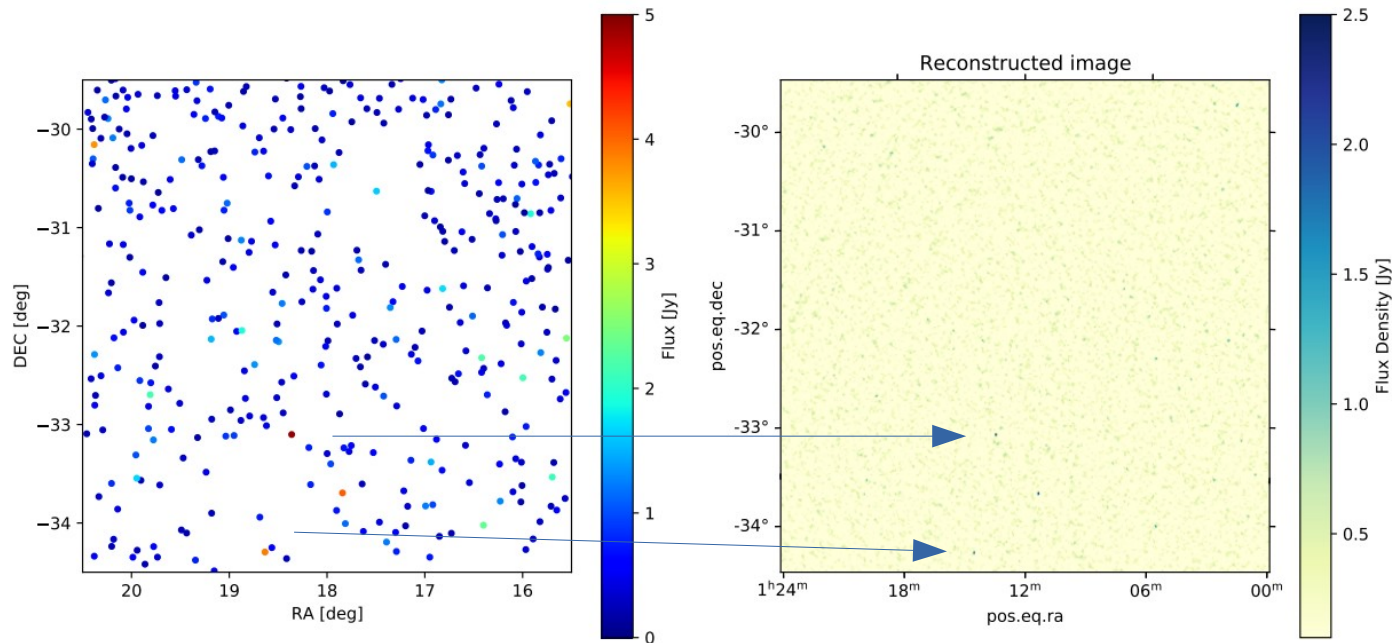 5
4
3
2
1
0
Flux [Jy]
−30
−31
−32
−33
−34
DEC [deg]
20 19 18 17 16
RA [deg]
Reconstructed image
-30°
-31°
-32°
-33°
-34°
pos.eq.dec
1ʰ24ᵐ 18ᵐ 12ᵐ 06ᵐ 00ᵐ
pos.eq.ra
2.5
2.0
1.5
1.0
0.5
Flux Density [Jy]